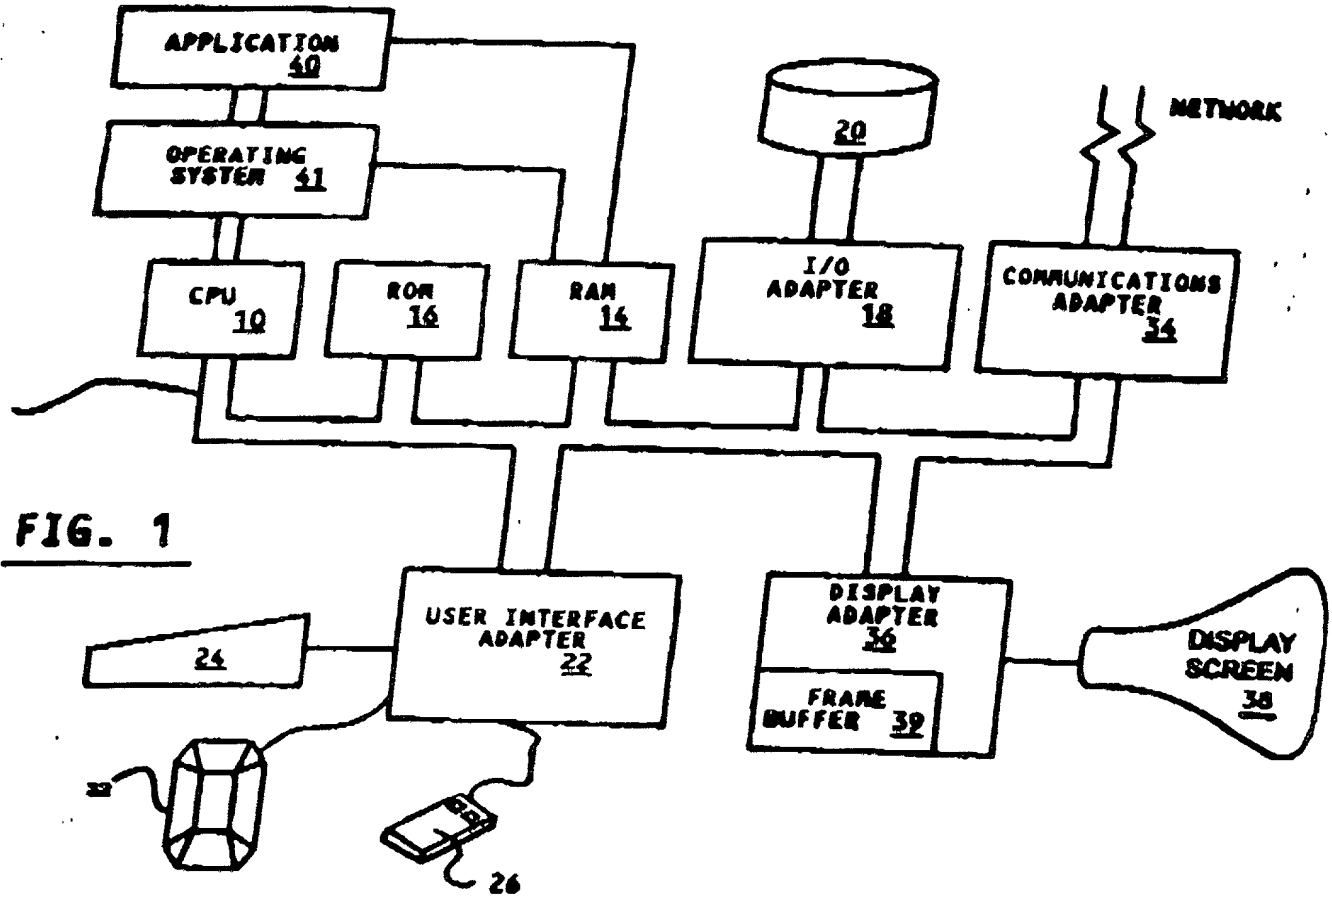 APPLICATION
40
OPERATING
SYSTEM 41
CPU
10
ROM
16
RAM
14
20
I/O
ADAPTER
18
NETWORK
COMMUNICATIONS
ADAPTER
34
FIG. 1
USER INTERFACE
ADAPTER
22
24
26
DISPLAY
ADAPTER
36
FRAME
BUFFER 39
DISPLAY
SCREEN
38